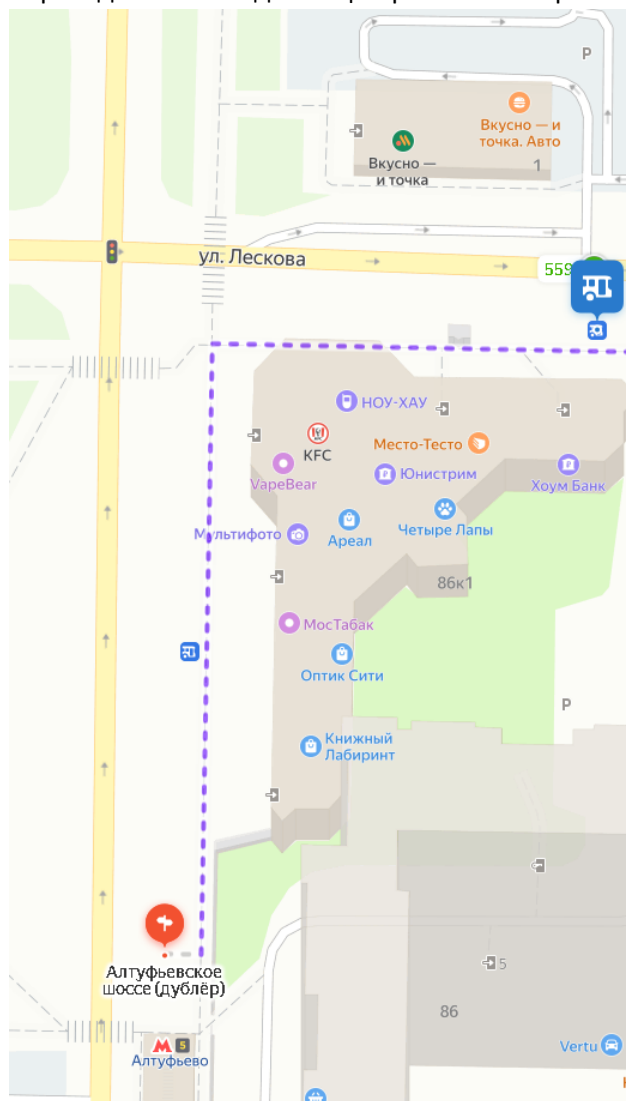 P
Вкусно — и
точка. Авто
Вкусно —
и точка
1
ул. Лескова
559
НОУ-ХАУ
KFC
Место-Тесто
VapeBear
Юнистрим
Хоум Банк
Мультифото
Ареал
Четыре Лапы
86к1
МосТабак
Оптик Сити
P
Книжный
Лабиринт
Алтуфьевское
шоссе (дублёр)
5
86
5
Алтуфьево
Vertu